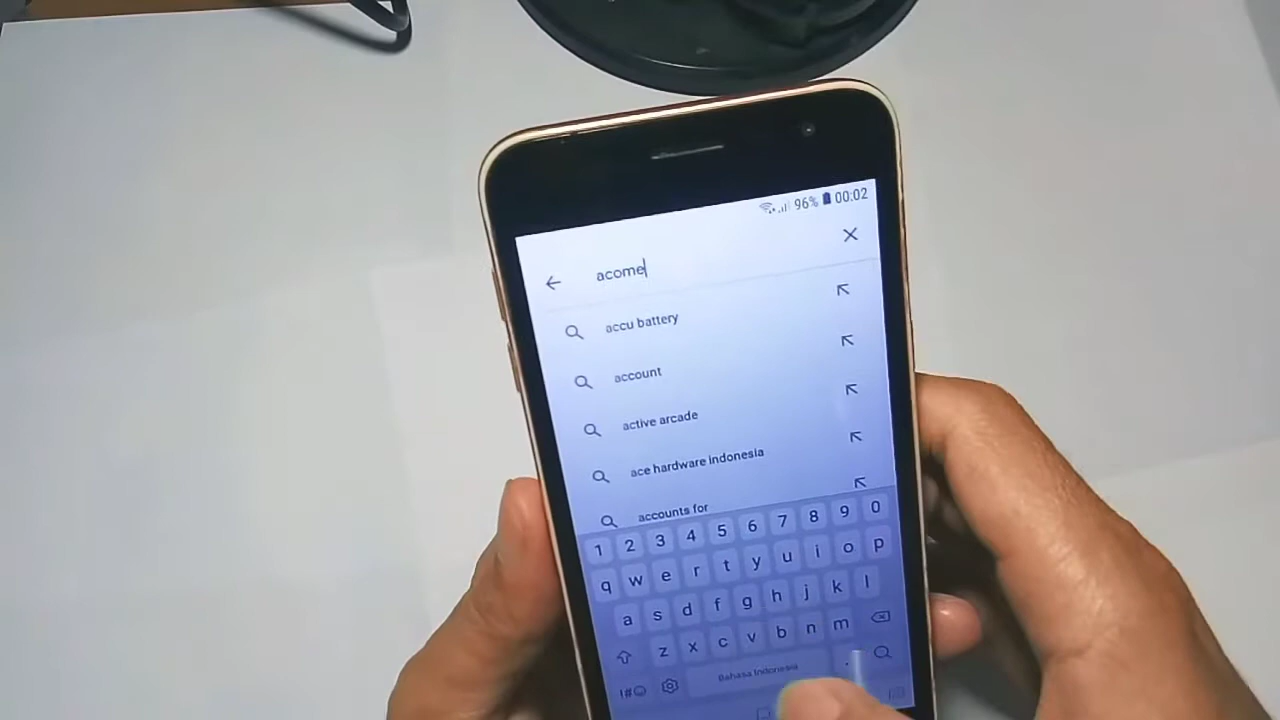 96% 00:02
acome
accu battery
account
active arcade
ace hardware indonesia
accounts for
1 2 3 4 5 6 7 8 9 0
q w e r t y u i o p
a s d f g h j k l
z x c v b n m
!#☺ Bahasa Indonesia .